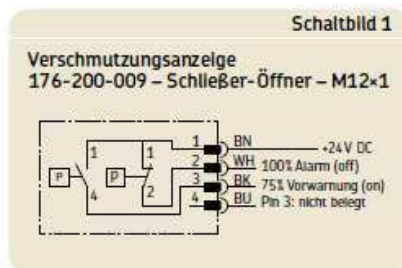 Schaltbild 1
Verschmutzungsanzeige
176-200-009 – Schließer-Öffner – M12×1
1 BN +24V DC
2 WH 100% Alarm (off)
3 BK 75% Vorwarnung (on)
4 BU Pin 3: nicht belegt
P 1 4
P 1 2